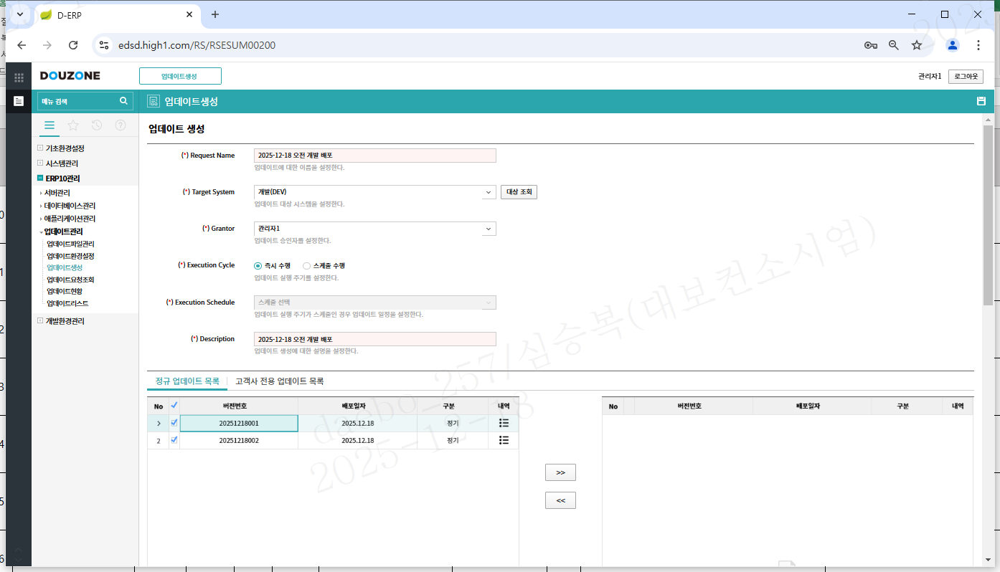 D-ERP
edsd.high1.com/RS/RSESUM00200
DOUZONE
업데이트생성
관리자1
로그아웃
메뉴 검색
업데이트생성
기초환경설정
시스템관리
ERP10관리
서버관리
데이터베이스관리
애플리케이션관리
업데이트관리
업데이트파일관리
업데이트환경설정
업데이트생성
업데이트요청조회
업데이트현황
업데이트리스트
개발환경관리
업데이트 생성
(*) Request Name
2025-12-18 오전 개발 배포
업데이트에 대한 이름을 설정한다.
(*) Target System
개발(DEV)
대상 조회
업데이트 대상 시스템을 설정한다.
(*) Grantor
관리자1
업데이트 승인자를 설정한다.
(*) Execution Cycle
즉시 수행
스케줄 수행
업데이트 실행 주기를 설정한다.
(*) Execution Schedule
스케줄 선택
업데이트 실행 주기가 스케줄인 경우 업데이트 일정을 설정한다.
(*) Description
2025-12-18 오전 개발 배포
업데이트 생성에 대한 설명을 설정한다.
정규 업데이트 목록
고객사 전용 업데이트 목록
No 버전번호 배포일자 구분 내역
20251218001 2025.12.18 정기
2 20251218002 2025.12.18 정기
>>
<<
No 버전번호 배포일자 구분 내역
daebo_257/심승복(대보컨소시엄)
2025-12-18